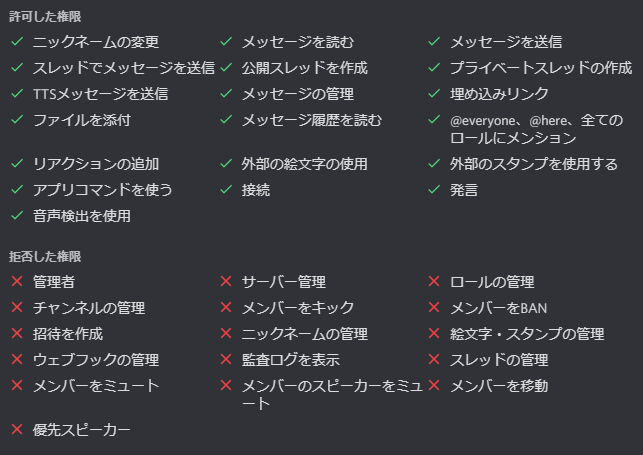 許可した権限
ニックネームの変更 メッセージを読む メッセージを送信
スレッドでメッセージを送信 公開スレッドを作成 プライベートスレッドの作成
TTSメッセージを送信 メッセージの管理 埋め込みリンク
ファイルを添付 メッセージ履歴を読む @everyone、@here、全ての
ロールにメンション
リアクションの追加 外部の絵文字の使用 外部のスタンプを使用する
アプリコマンドを使う 接続 発言
音声検出を使用
拒否した権限
管理者 サーバー管理 ロールの管理
チャンネルの管理 メンバーをキック メンバーをBAN
招待を作成 ニックネームの管理 絵文字・スタンプの管理
ウェブフックの管理 監査ログを表示 スレッドの管理
メンバーをミュート メンバーのスピーカーをミュ メンバーを移動
ート
優先スピーカー